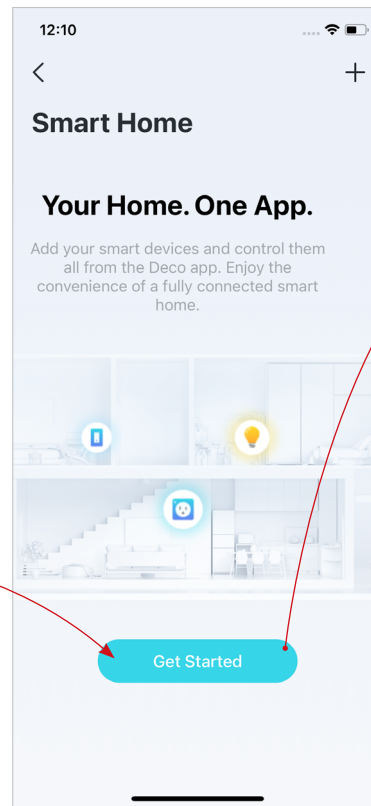 12:10
Smart Home
Your Home. One App.
Add your smart devices and control them
all from the Deco app. Enjoy the
convenience of a fully connected smart
home.
Get Started